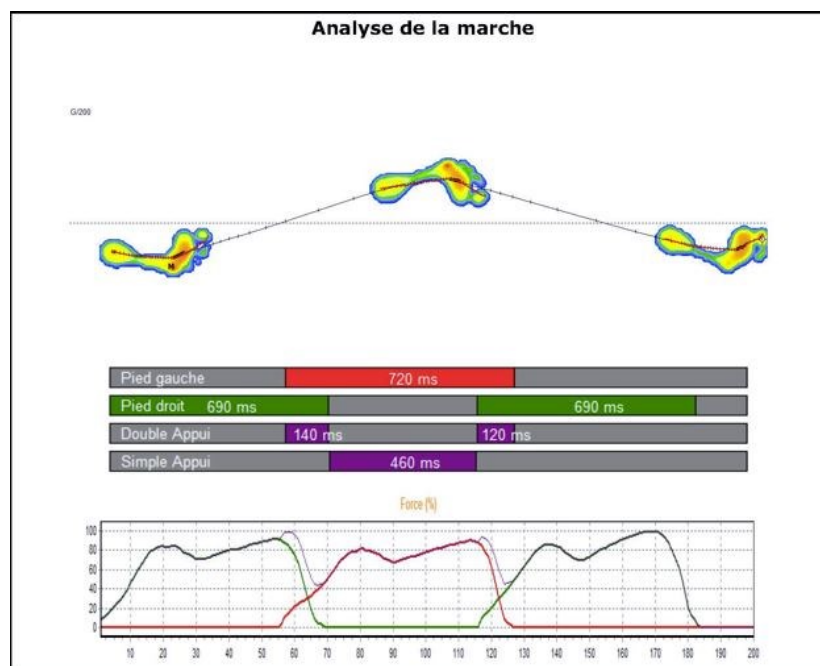 Analyse de la marche
G/200
M
Pied gauche 720 ms
Pied droit 690 ms 690 ms
Double Appui 140 ms 120 ms
Simple Appui 460 ms
Force (%)
100
80
60
40
20
0
10 20 30 40 50 60 70 80 90 100 110 120 130 140 150 160 170 180 190 200